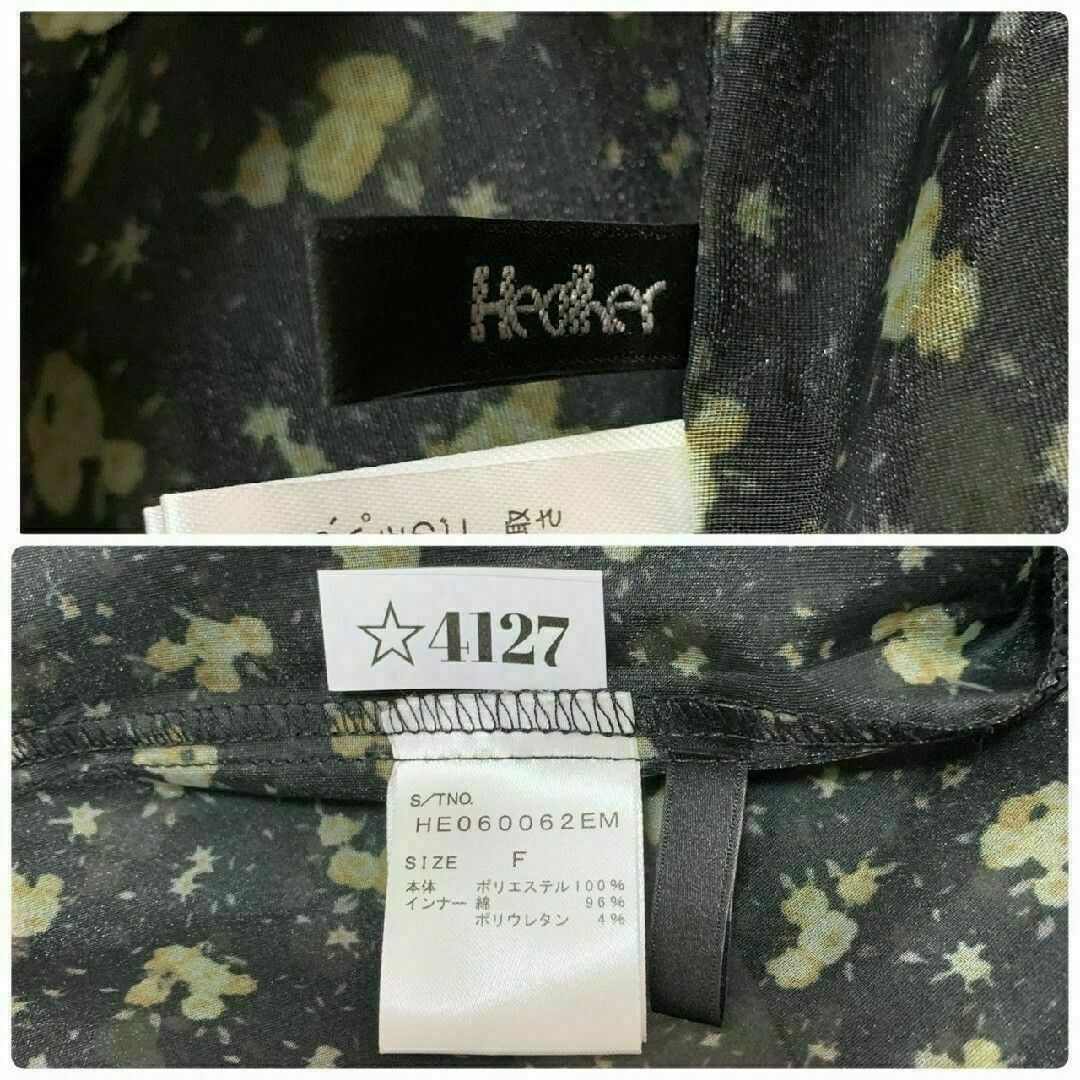 Heather
☆4127
S/TNO.
HE060062EM
SIZE F
本体 ポリエステル100%
インナー 綿 96%
ポリウレタン 4%